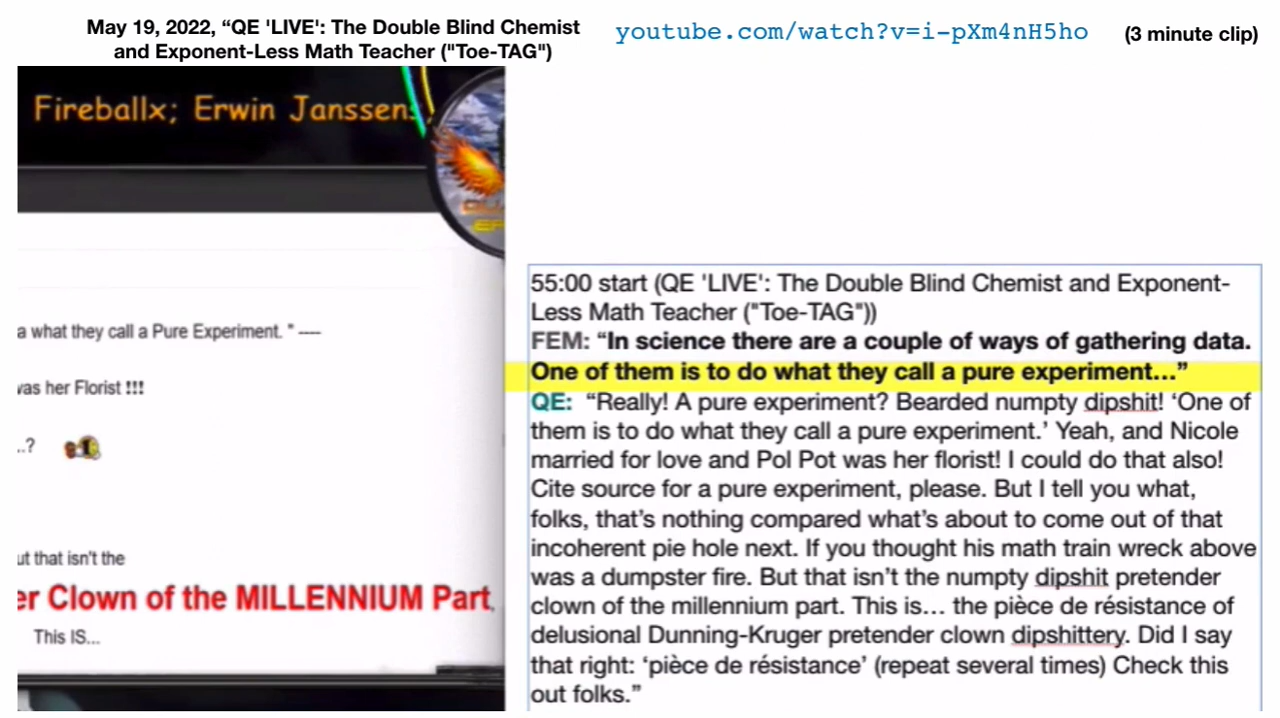 May 19, 2022, “QE 'LIVE': The Double Blind Chemist
and Exponent-Less Math Teacher ("Toe-TAG")
youtube.com/watch?v=i-pXm4nH5ho
(3 minute clip)
Fireballx; Erwin Janssens
a what they call a Pure Experiment. " ----
was her Florist !!!
..?
ut that isn't the
er Clown of the MILLENNIUM Part,
This IS...
55:00 start (QE 'LIVE': The Double Blind Chemist and Exponent-
Less Math Teacher ("Toe-TAG"))
FEM: “In science there are a couple of ways of gathering data.
One of them is to do what they call a pure experiment…”
QE: “Really! A pure experiment? Bearded numpty dipshit! ‘One of
them is to do what they call a pure experiment.’ Yeah, and Nicole
married for love and Pol Pot was her florist! I could do that also!
Cite source for a pure experiment, please. But I tell you what,
folks, that’s nothing compared what’s about to come out of that
incoherent pie hole next. If you thought his math train wreck above
was a dumpster fire. But that isn’t the numpty dipshit pretender
clown of the millennium part. This is… the pièce de résistance of
delusional Dunning-Kruger pretender clown dipshittery. Did I say
that right: ‘pièce de résistance’ (repeat several times) Check this
out folks.”